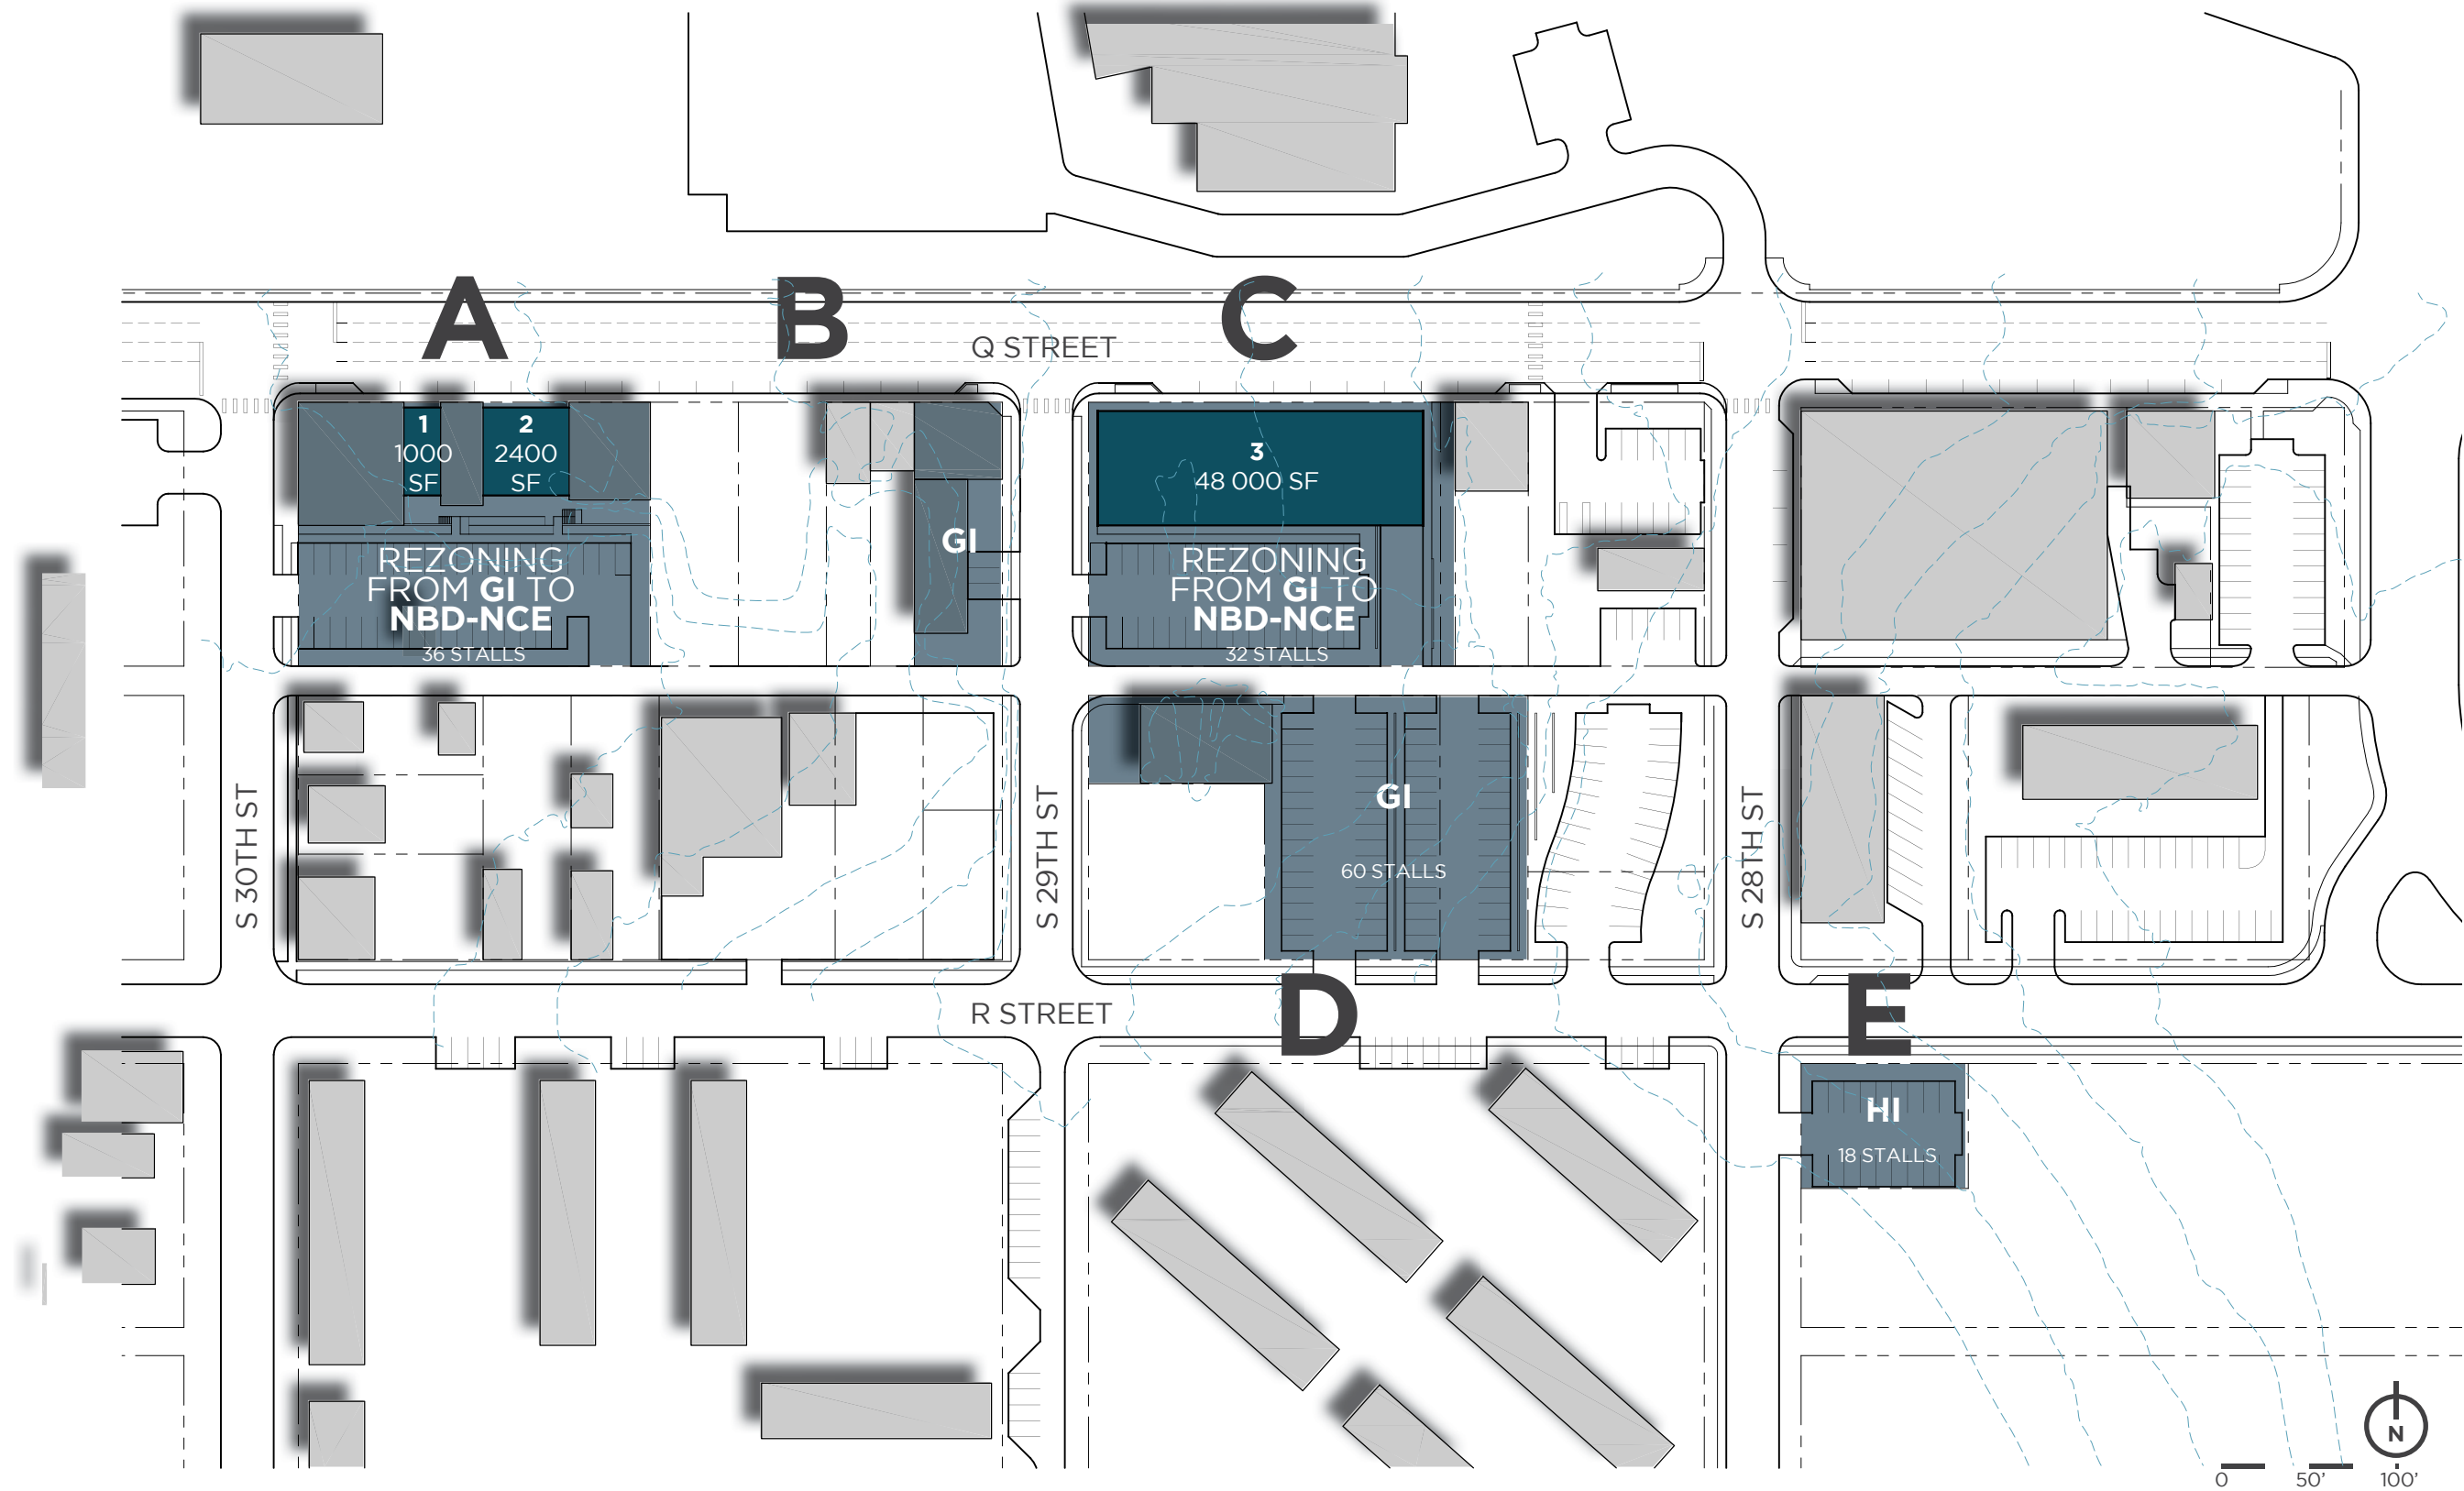 A
B
C
Q STREET
1
1000
SF
2
2400
SF
3
48 000 SF
GI
REZONING
FROM GI TO
NBD-NCE
36 STALLS
REZONING
FROM GI TO
NBD-NCE
32 STALLS
S 30TH ST
S 29TH ST
GI
60 STALLS
S 28TH ST
R STREET
D
E
HI
18 STALLS
N
0
50'
100'